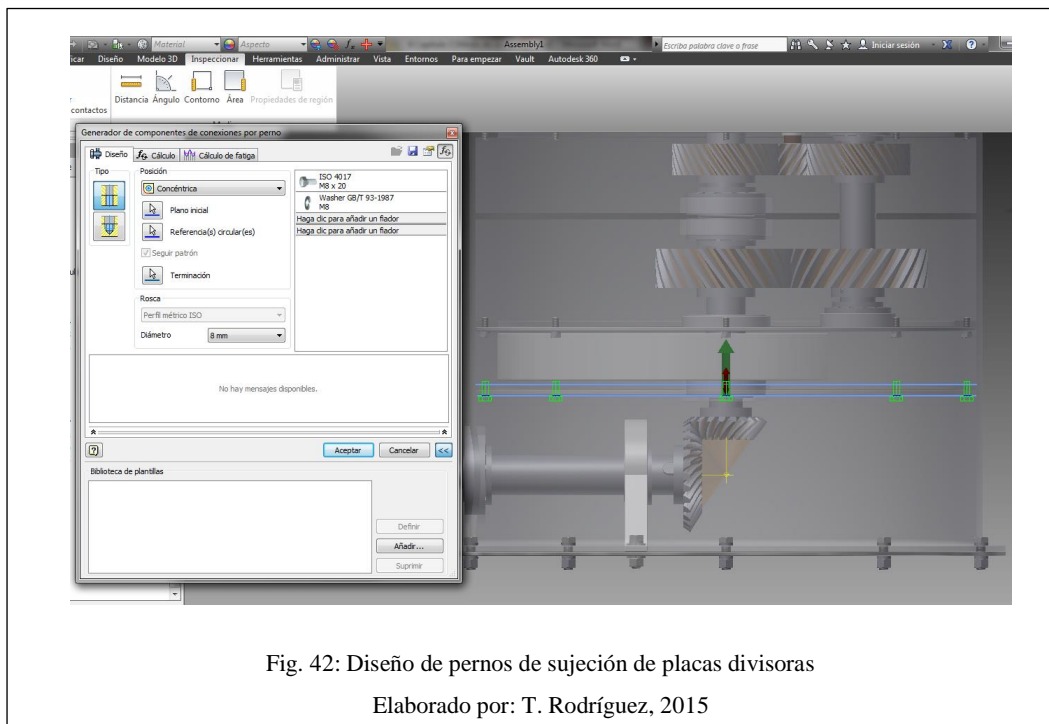 Material
Aspecto
fx
Assembly1
Escriba palabra clave o frase
Iniciar sesión
icar Diseño Modelo 3D Inspeccionar Herramientas Administrar Vista Entornos Para empezar Vault Autodesk 360
contactos
Distancia Ángulo Contorno Área Propiedades de región
Generador de componentes de conexiones por perno
Diseño
Cálculo
Cálculo de fatiga
Tipo
Posición
Concéntrica
Plano inicial
Referencia(s) circular(es)
Seguir patrón
Terminación
Rosca
Perfil métrico ISO
Diámetro
8 mm
ISO 4017
M8 x 20
Washer GB/T 93-1987
M8
Haga clic para añadir un fiador
Haga clic para añadir un fiador
No hay mensajes disponibles.
Aceptar
Cancelar
<<
Biblioteca de plantillas
Definir
Añadir...
Suprimir
Fig. 42: Diseño de pernos de sujeción de placas divisoras
Elaborado por: T. Rodríguez, 2015